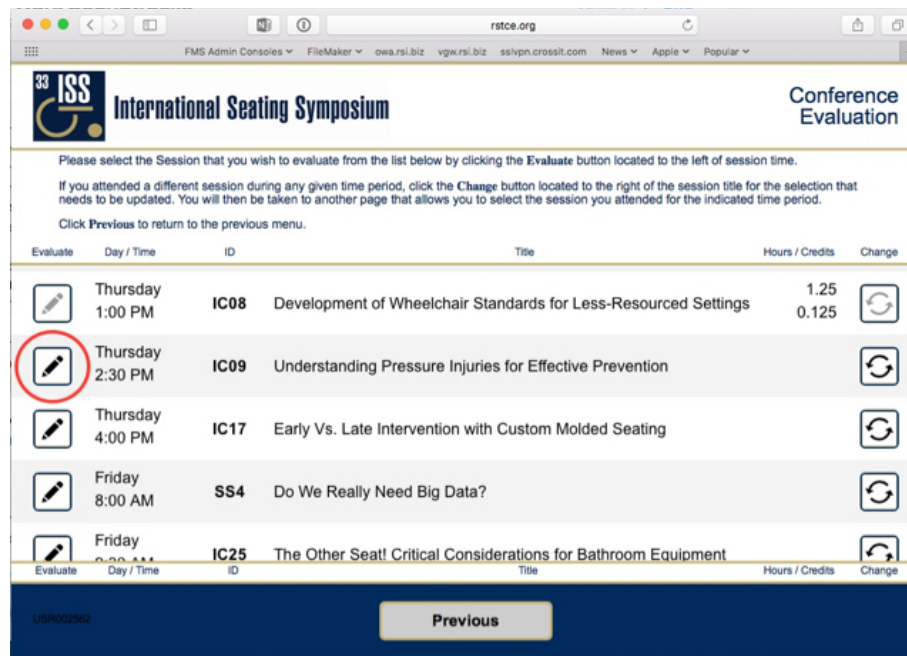 rstce.org
FMS Admin Consoles FileMaker owa.rsi.biz vgw.rsi.biz sslvpn.crossit.com News Apple Popular
33 ISS International Seating Symposium
Conference
Evaluation
Please select the Session that you wish to evaluate from the list below by clicking the Evaluate button located to the left of session time.
If you attended a different session during any given time period, click the Change button located to the right of the session title for the selection that
needs to be updated. You will then be taken to another page that allows you to select the session you attended for the indicated time period.
Click Previous to return to the previous menu.
Evaluate Day / Time ID Title Hours / Credits Change
Thursday
1:00 PM IC08 Development of Wheelchair Standards for Less-Resourced Settings 1.25
0.125
Thursday
2:30 PM IC09 Understanding Pressure Injuries for Effective Prevention
Thursday
4:00 PM IC17 Early Vs. Late Intervention with Custom Molded Seating
Friday
8:00 AM SS4 Do We Really Need Big Data?
Friday
IC25 The Other Seat! Critical Considerations for Bathroom Equipment
Evaluate Day / Time ID Title Hours / Credits Change
USR002562
Previous